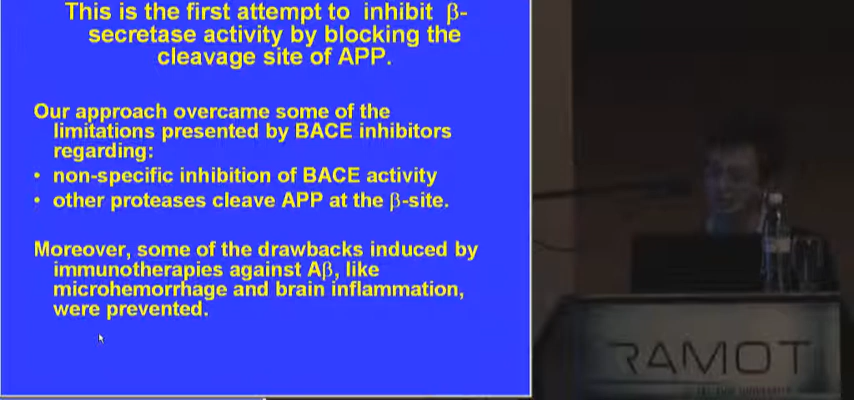 This is the first attempt to inhibit β-
secretase activity by blocking the
cleavage site of APP.
Our approach overcame some of the
limitations presented by BACE inhibitors
regarding:
• non-specific inhibition of BACE activity
• other proteases cleave APP at the β-site.
Moreover, some of the drawbacks induced by
immunotherapies against Aβ, like
microhemorrhage and brain inflammation,
were prevented.
RAMOT